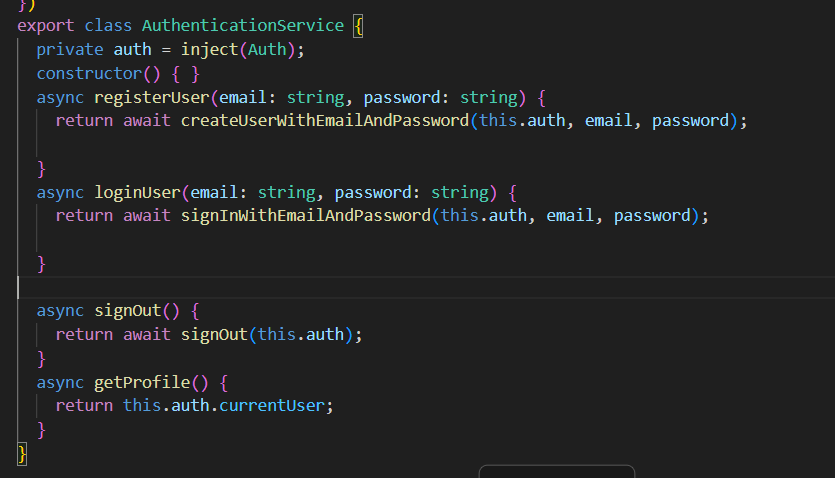 })
export class AuthenticationService {
  private auth = inject(Auth);
  constructor() { }
  async registerUser(email: string, password: string) {
    return await createUserWithEmailAndPassword(this.auth, email, password);

  }
  async loginUser(email: string, password: string) {
    return await signInWithEmailAndPassword(this.auth, email, password);

  }

  async signOut() {
    return await signOut(this.auth);
  }
  async getProfile() {
    return this.auth.currentUser;
  }
}